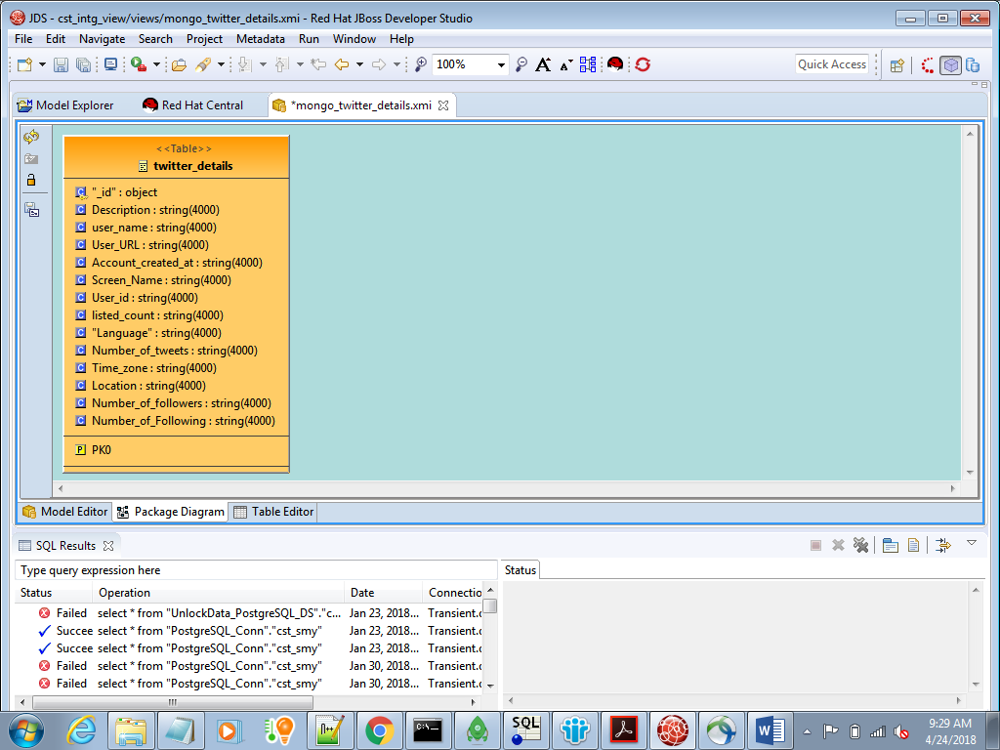 JDS - cst_intg_view/views/mongo_twitter_details.xmi - Red Hat JBoss Developer Studio
File Edit Navigate Search Project Metadata Run Window Help
100% A A Quick Access
Model Explorer Red Hat Central *mongo_twitter_details.xmi
<<Table>>
twitter_details
C "_id" : object
C Description : string(4000)
C user_name : string(4000)
C User_URL : string(4000)
C Account_created_at : string(4000)
C Screen_Name : string(4000)
C User_id : string(4000)
C listed_count : string(4000)
C "Language" : string(4000)
C Number_of_tweets : string(4000)
C Time_zone : string(4000)
C Location : string(4000)
C Number_of_followers : string(4000)
C Number_of_Following : string(4000)
P PK0
Model Editor Package Diagram Table Editor
SQL Results
Type query expression here Status
Status Operation Date Connectio
Failed select * from "UnlockData_PostgreSQL_DS"."c... Jan 23, 2018... Transient.c
Succee select * from "PostgreSQL_Conn"."cst_smy" Jan 23, 2018... Transient.c
Succee select * from "PostgreSQL_Conn"."cst_smy" Jan 23, 2018... Transient.c
Failed select * from "PostgreSQL_Conn"."cst_smy" Jan 30, 2018... Transient.c
Failed select * from "PostgreSQL_Conn"."cst_smy" Jan 30, 2018... Transient.c
SQL
9:29 AM
4/24/2018